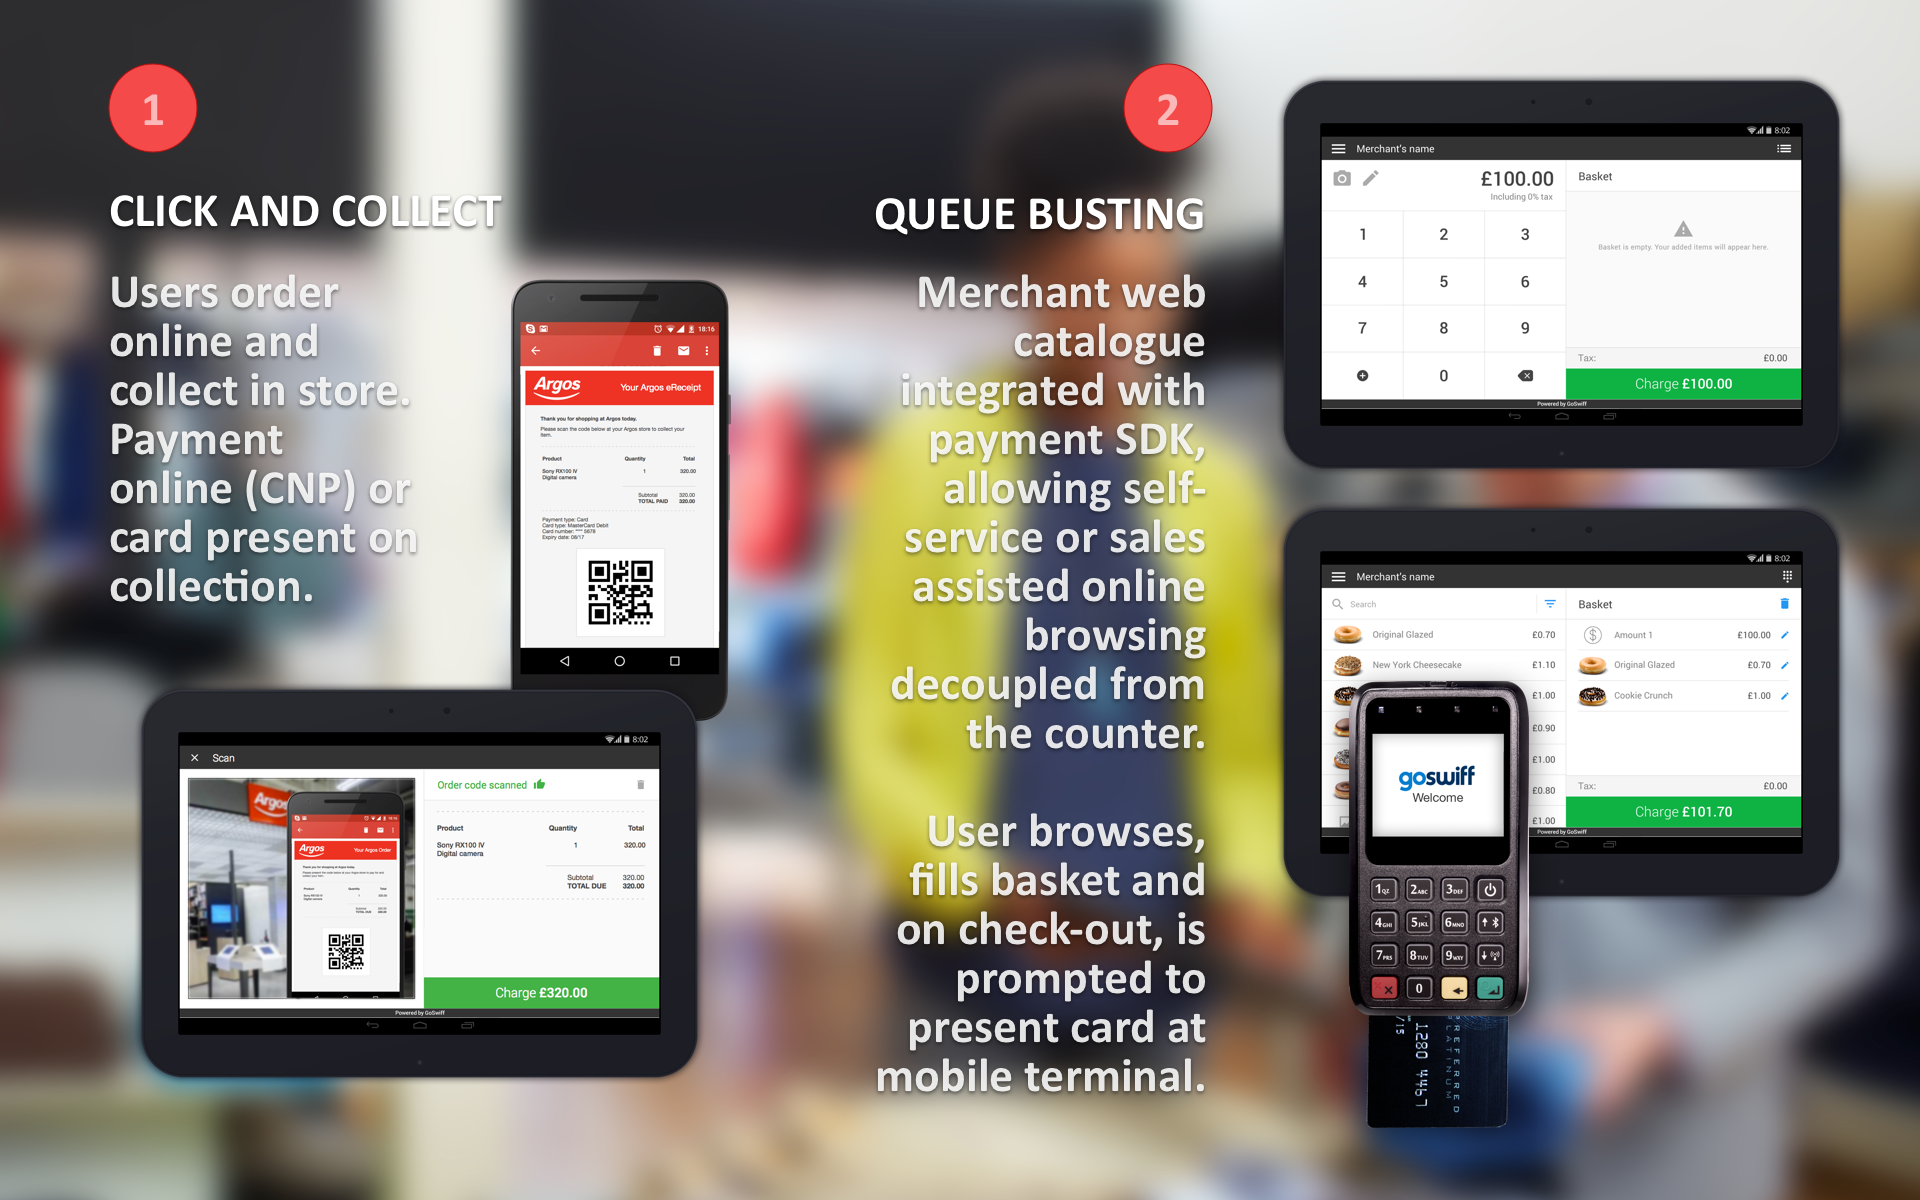 1
CLICK AND COLLECT
Users order
online and
collect in store.
Payment
online (CNP) or
card present on
collection.
18:16
Argos
Your Argos eReceipt
Thank you for shopping at Argos today.
Please scan the code below at your Argos store to collect your
item.
Product Quantity Total
Sony RX100 IV 1 320.00
Digital camera
Subtotal 320.00
TOTAL PAID 320.00
Payment type: Card
Card type: MasterCard Debit
Card number: **** 5678
Expiry date: 08/17
8:02
Scan
Argos
Argos
Your Argos Order
Order code scanned
Product Quantity Total
Sony RX100 IV 1 320.00
Digital camera
Subtotal 320.00
TOTAL DUE 320.00
Charge £320.00
Powered by GoSwiff
2
QUEUE BUSTING
Merchant web
catalogue
integrated with
payment SDK,
allowing self-
service or sales
assisted online
browsing
decoupled from
the counter.
User browses,
fills basket and
on check-out, is
prompted to
present card at
mobile terminal.
8:02
Merchant's name
£100.00
Including 0% tax
1 2 3
4 5 6
7 8 9
0
Basket
Basket is empty. Your added items will appear here.
Tax: £0.00
Charge £100.00
Powered by GoSwiff
8:02
Merchant's name
Search
Original Glazed £0.70
New York Cheesecake £1.10
£1.00
£0.90
£1.00
£0.80
£1.00
Basket
Amount 1 £100.00
Original Glazed £0.70
Cookie Crunch £1.00
Tax: £0.00
Charge £101.70
Powered by GoSwiff
goswiff
Welcome
1QZ 2ABC 3DEF
4GHI 5JKL 6MNO
7PRS 8TUV 9WXY
0
PREFERRED
PLATINUM
1280 4467
/15